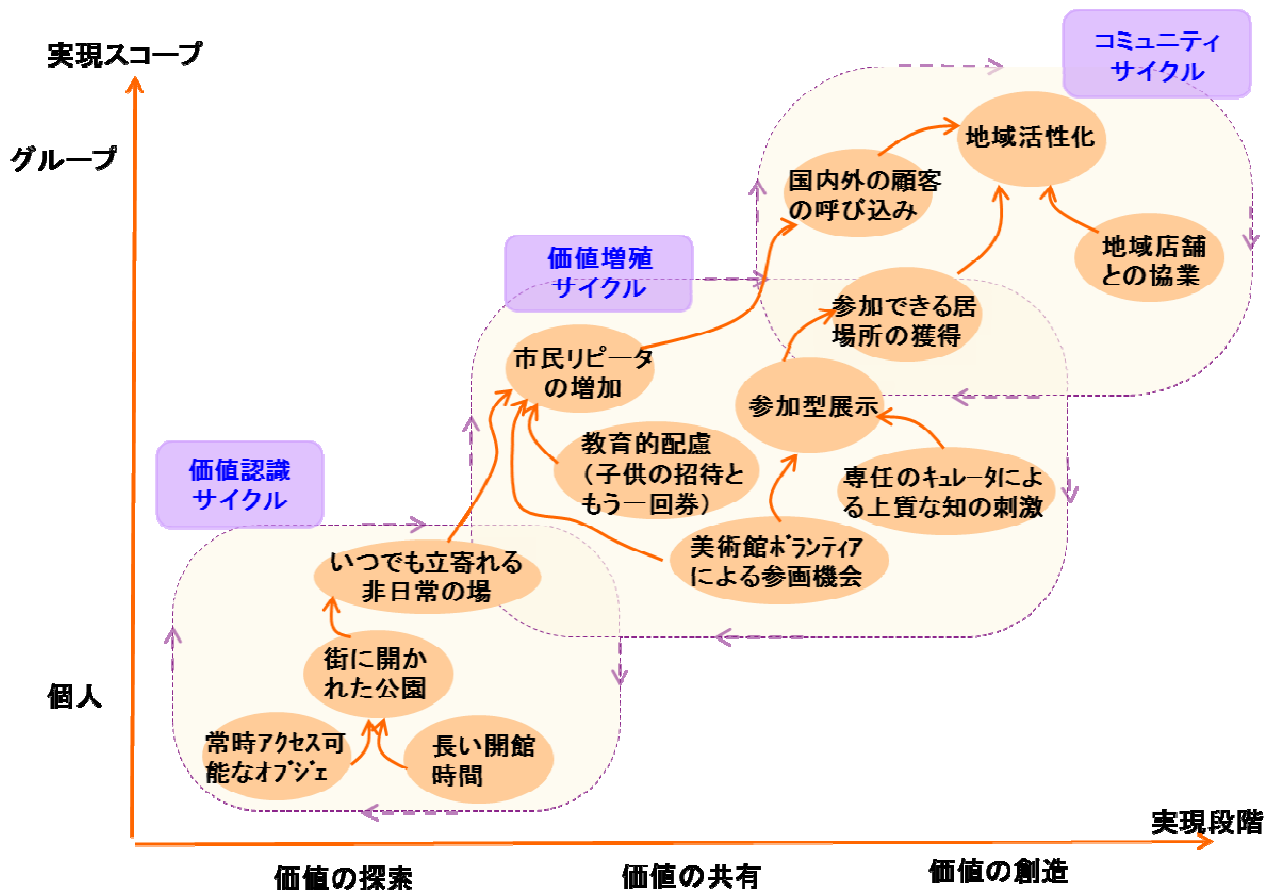 実現スコープ
コミュニティ
サイクル
グループ
地域活性化
国内外の顧客
の呼び込み
地域店舗
との協業
価値増殖
サイクル
参加できる居
場所の獲得
市民リピータ
の増加
参加型展示
教育的配慮
（子供の招待と
もう一回券）
専任のｷｭﾚｰﾀによ
る上質な知の刺激
価値認識
サイクル
美術館ﾎﾞﾗﾝﾃｨｱ
による参画機会
いつでも立寄れる
非日常の場
街に開か
れた公園
個人
常時アクセス可
能なｵﾌﾞｼﾞｪ
長い開館
時間
実現段階
価値の探索
価値の共有
価値の創造